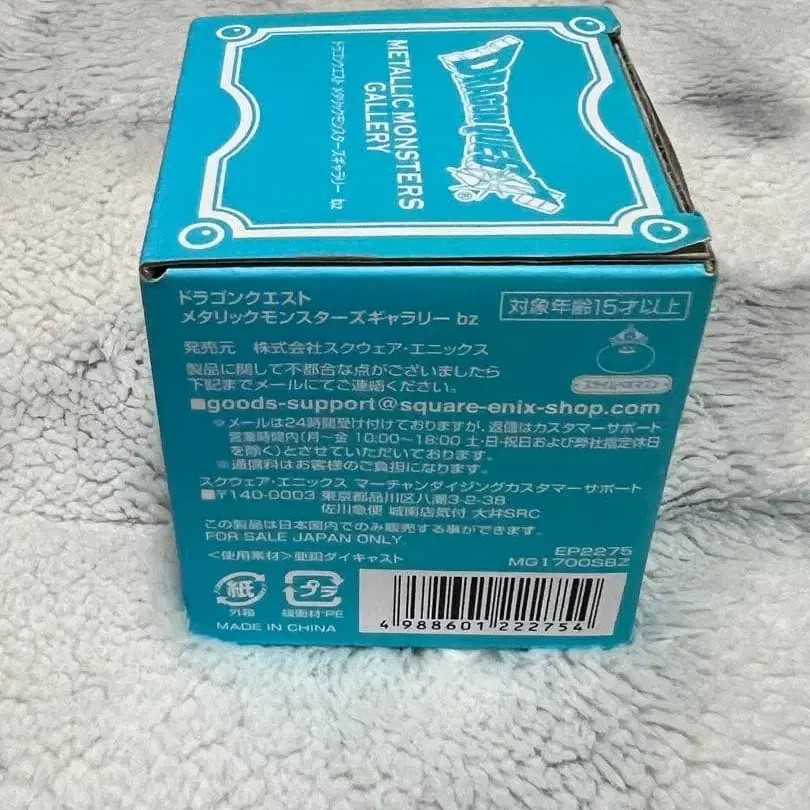 DRAGON QUEST
®
METALLIC MONSTERS
GALLERY
ドラゴンクエスト メタリックモンスターズギャラリー bz
ドラゴンクエスト
メタリックモンスターズギャラリー bz
対象年齢15才以上
発売元 株式会社スクウェア・エニックス
製品に関して不都合な点がございましたら
下記までメールにてご連絡ください。
■goods-support@square-enix-shop.com
※メールは24時間受け付けておりますが、返信はカスタマーサポート
営業時間内(月~金 10:00~18:00 土・日・祝日および弊社指定休日
を除く)とさせていただいております。
※通信料はお客様のご負担になります。
スクウェア・エニックス マーチャンダイジングカスタマーサポート
■〒140-0003 東京都品川区八潮3-2-38
佐川急便 城南店気付 大井SRC
この製品は日本国内でのみ販売する事ができます。
FOR SALE JAPAN ONLY.
<使用素材>亜鉛ダイキャスト
EP2275
MG1700SBZ
紙
外箱
プラ
緩衝材:PE
MADE IN CHINA
4 988601 222754